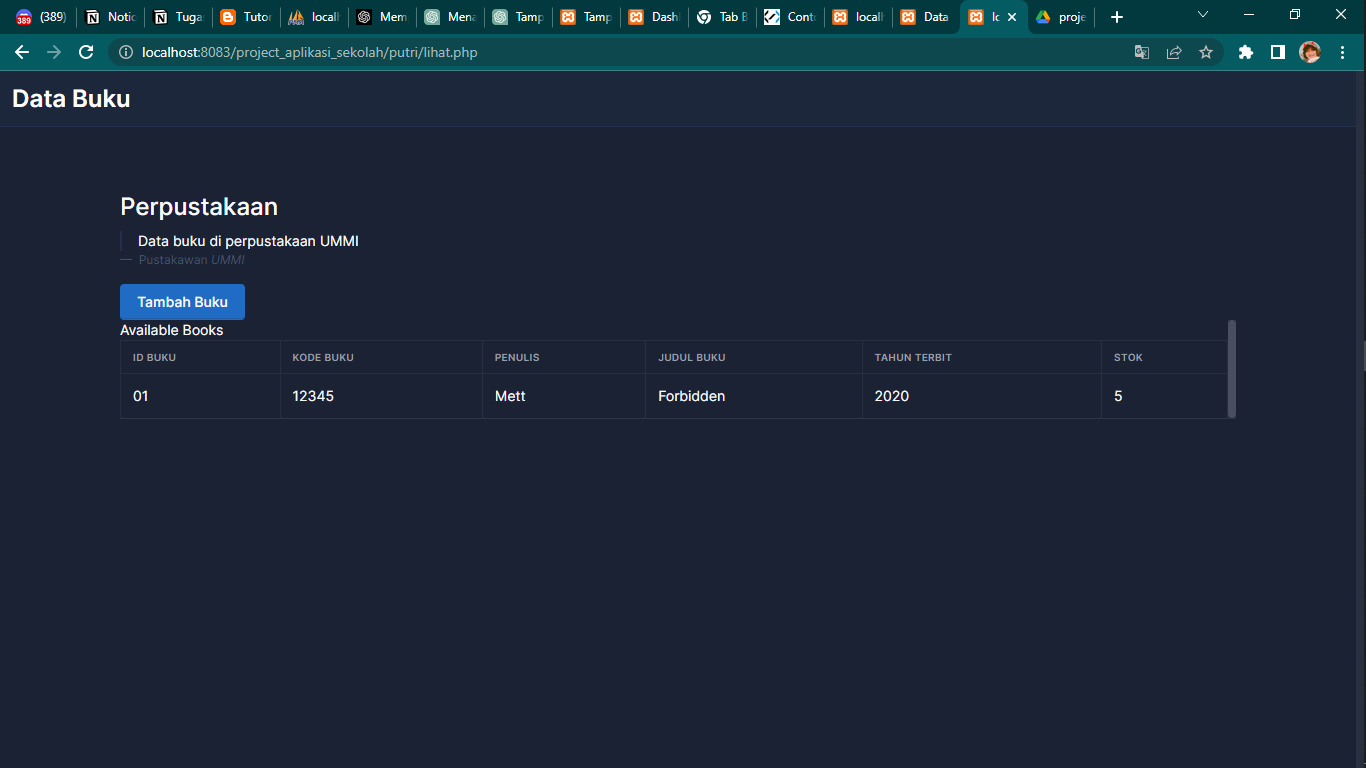 (389) Notic Tuga Tutor locall Mem Mena Tamp Tamp Dash Tab B Conto locall Data lo proje
localhost:8083/project_aplikasi_sekolah/putri/lihat.php
Data Buku
Perpustakaan
Data buku di perpustakaan UMMI
— Pustakawan UMMI
Tambah Buku
Available Books
ID BUKU KODE BUKU PENULIS JUDUL BUKU TAHUN TERBIT STOK
01 12345 Mett Forbidden 2020 5